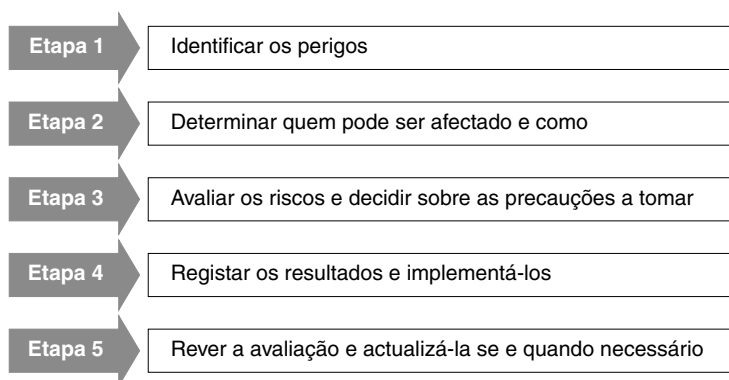 Etapa 1 Identificar os perigos
Etapa 2 Determinar quem pode ser afectado e como
Etapa 3 Avaliar os riscos e decidir sobre as precauções a tomar
Etapa 4 Registar os resultados e implementá-los
Etapa 5 Rever a avaliação e actualizá-la se e quando necessário